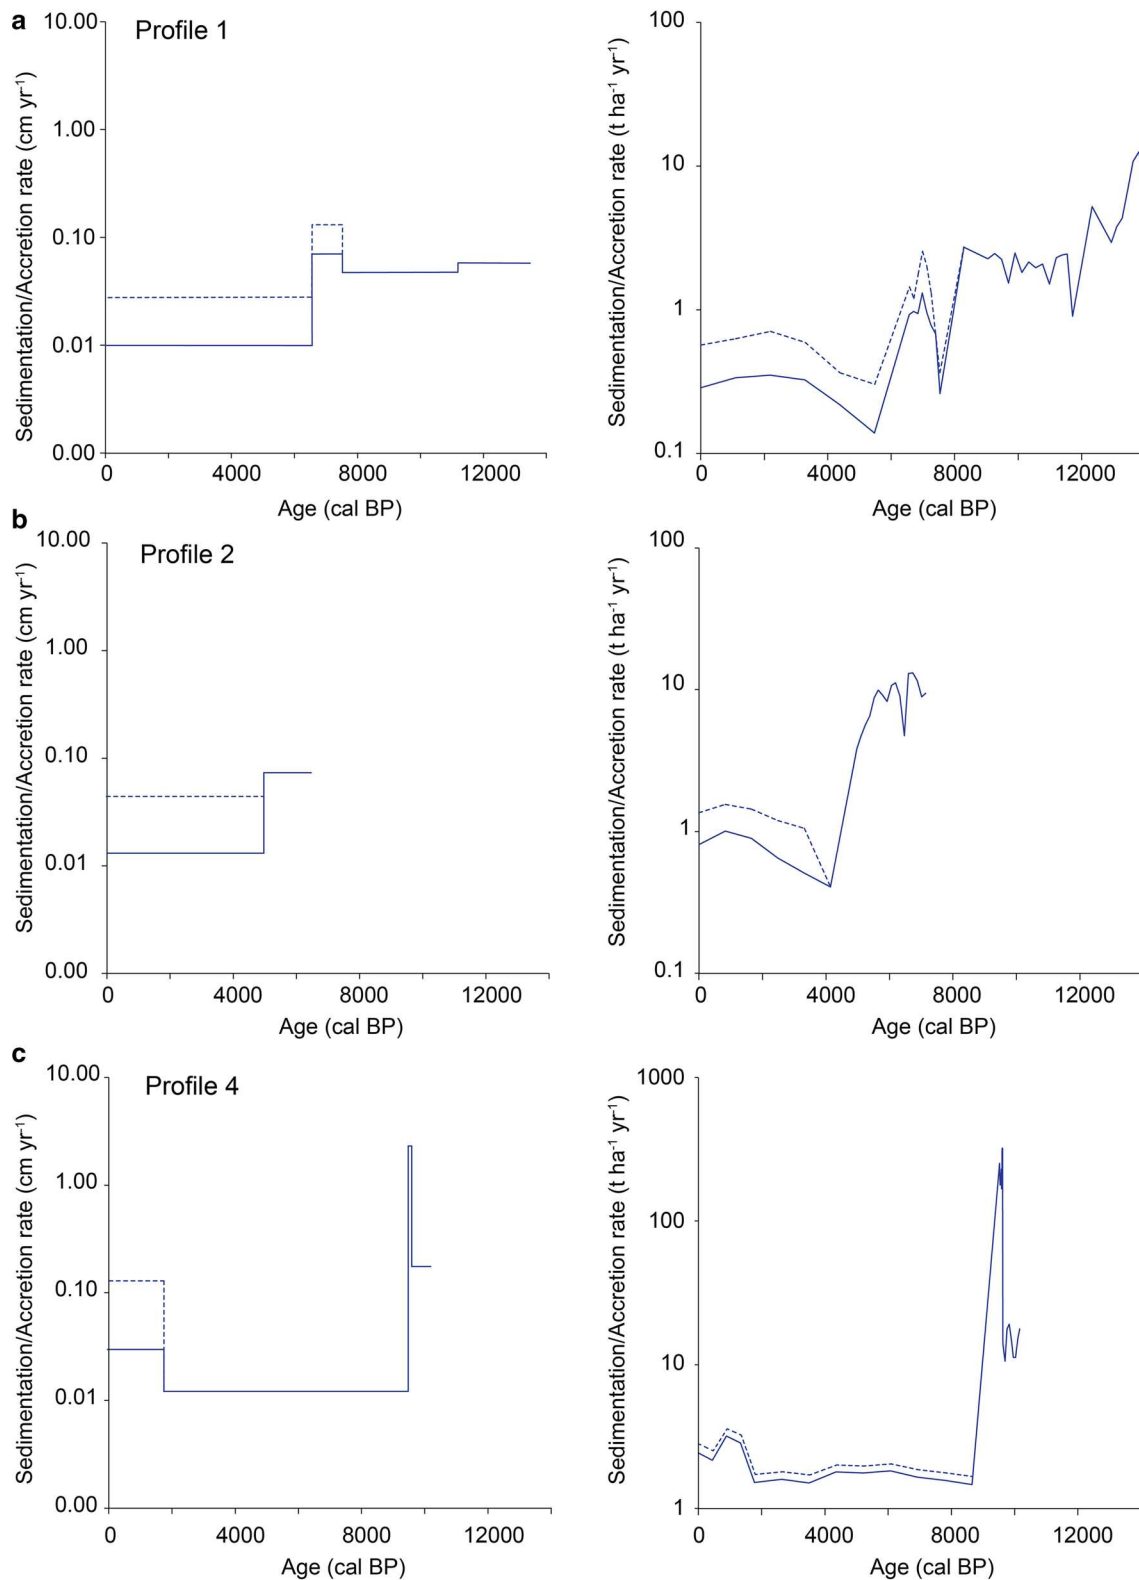 a
Profile 1
Sedimentation/Accretion rate (cm yr⁻¹)
10.00
1.00
0.10
0.01
0.00
0 4000 8000 12000
Age (cal BP)
Sedimentation/Accretion rate (t ha⁻¹ yr⁻¹)
100
10
1
0.1
0 4000 8000 12000
Age (cal BP)
b
Profile 2
Sedimentation/Accretion rate (cm yr⁻¹)
10.00
1.00
0.10
0.01
0.00
0 4000 8000 12000
Age (cal BP)
Sedimentation/Accretion rate (t ha⁻¹ yr⁻¹)
100
10
1
0.1
0 4000 8000 12000
Age (cal BP)
c
Profile 4
Sedimentation/Accretion rate (cm yr⁻¹)
10.00
1.00
0.10
0.01
0.00
0 4000 8000 12000
Age (cal BP)
Sedimentation/Accretion rate (t ha⁻¹ yr⁻¹)
1000
100
10
1
0 4000 8000 12000
Age (cal BP)